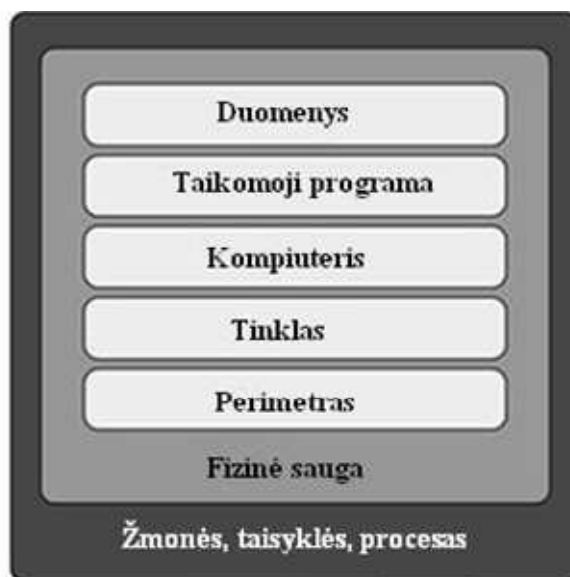 Duomenys
Taikomoji programa
Kompiuteris
Tinklas
Perimetras
Fizinė sauga
Žmonės, taisyklės, procesas